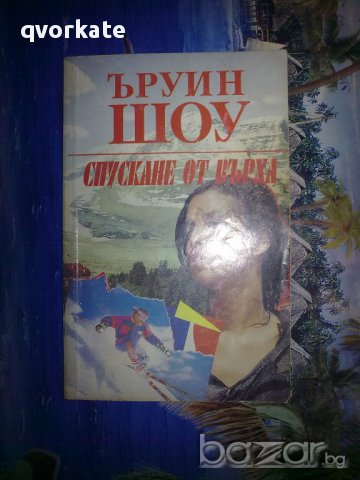 qvorkate
ЪРУИН
ШОУ
СПУСКАНЕ ОТ ВЪРХА
bazar.bg